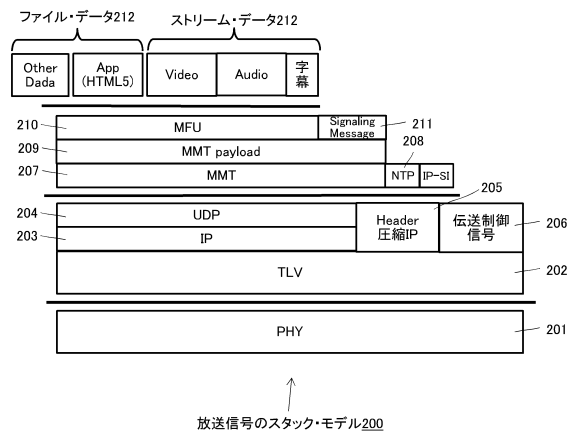 ファイル・データ212
ストリーム・データ212
Other
Dada
App
(HTML5)
Video
Audio
字
幕
210
MFU
Signaling
Message
211
209
MMT payload
208
207
MMT
NTP
IP-SI
205
204
UDP
Header
圧縮IP
伝送制御
信号
206
203
IP
TLV
202
PHY
201
放送信号のスタック・モデル200